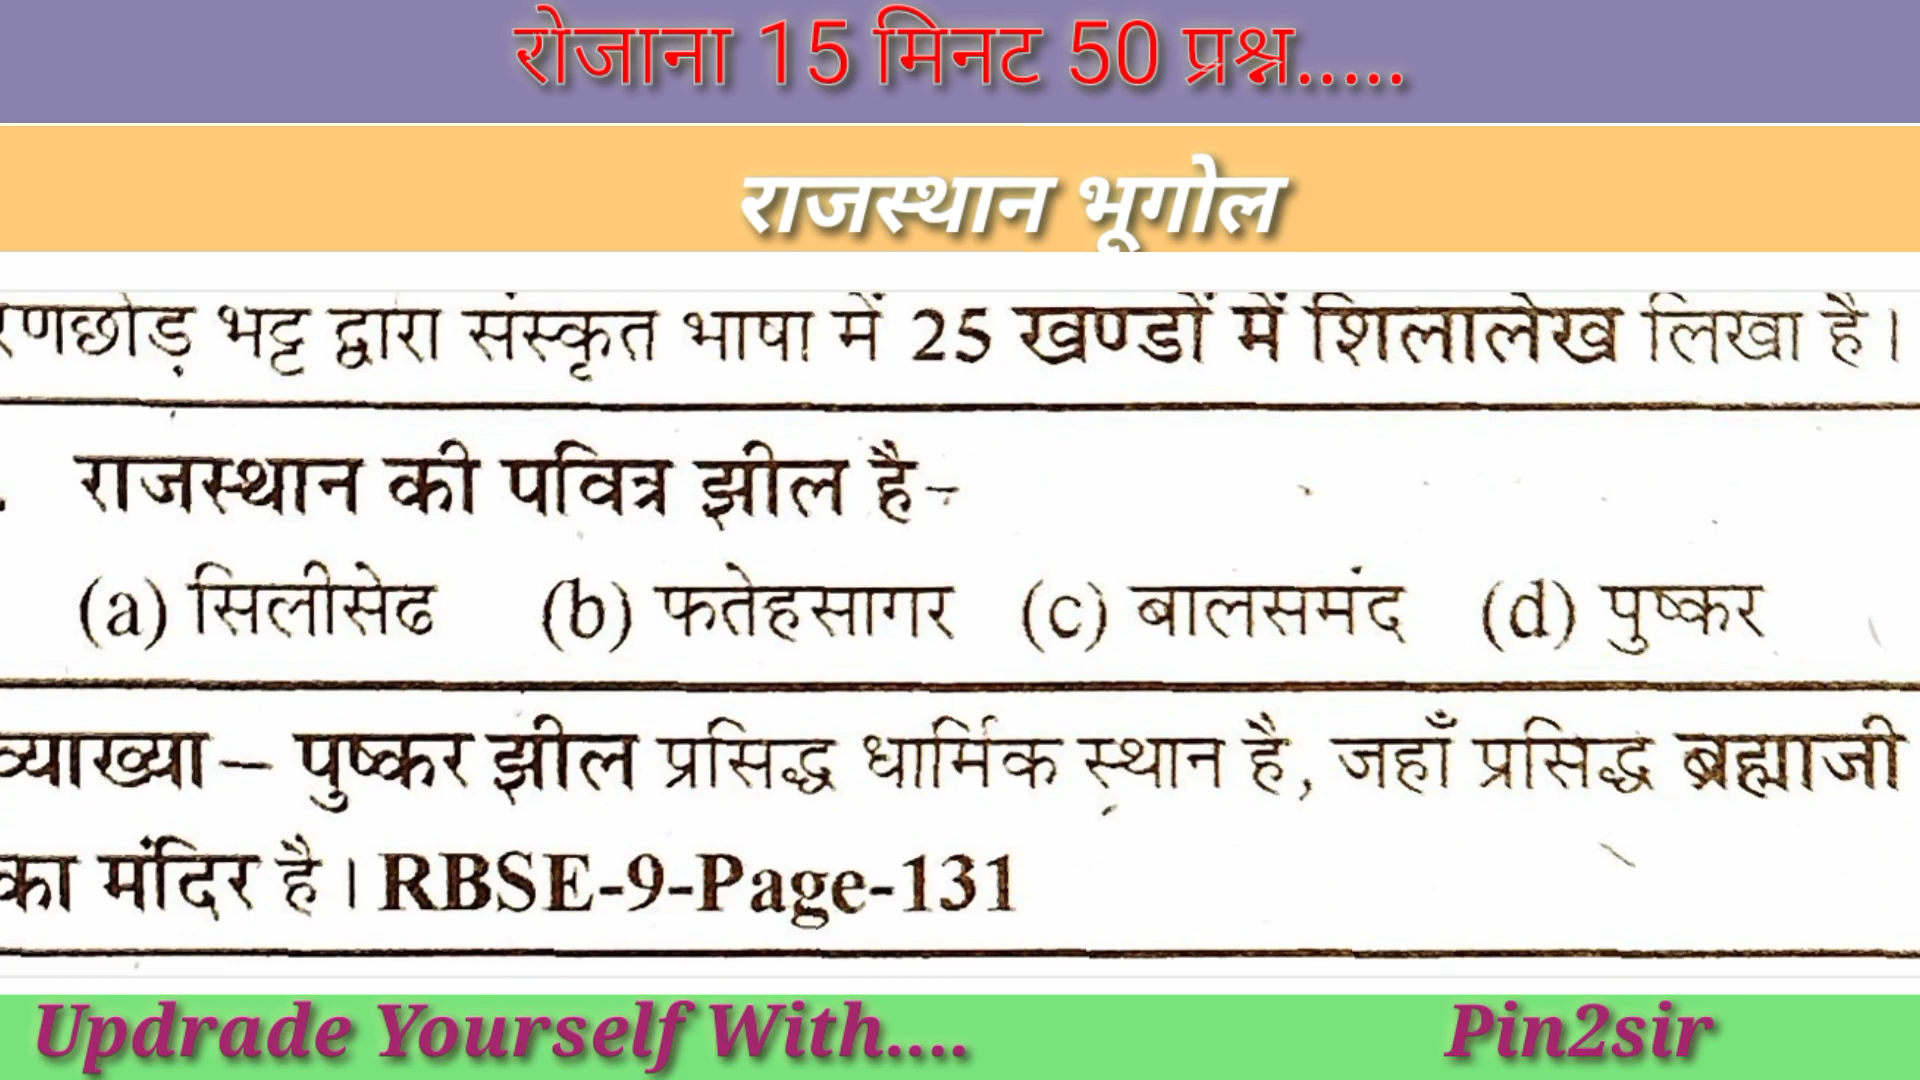 रोजाना 15 मिनट 50 प्रश्न.....
राजस्थान भूगोल
रणछोड़ भट्ट द्वारा संस्कृत भाषा में 25 खण्डों में शिलालेख लिखा है।
. राजस्थान की पवित्र झील है-
(a) सिलीसेढ (b) फतेहसागर (c) बालसमंद (d) पुष्कर
व्याख्या– पुष्कर झील प्रसिद्ध धार्मिक स्थान है, जहाँ प्रसिद्ध ब्रह्माजी
का मंदिर है। RBSE-9-Page-131
Updrade Yourself With.... Pin2sir